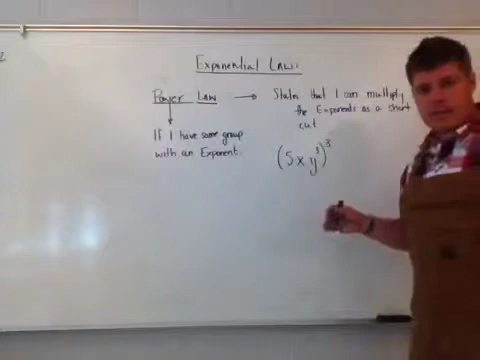 Exponential Laws
Power Law → States that I can multiply
the Exponents as a short
cut
If I have some group
with an Exponent.
(5xy³)³